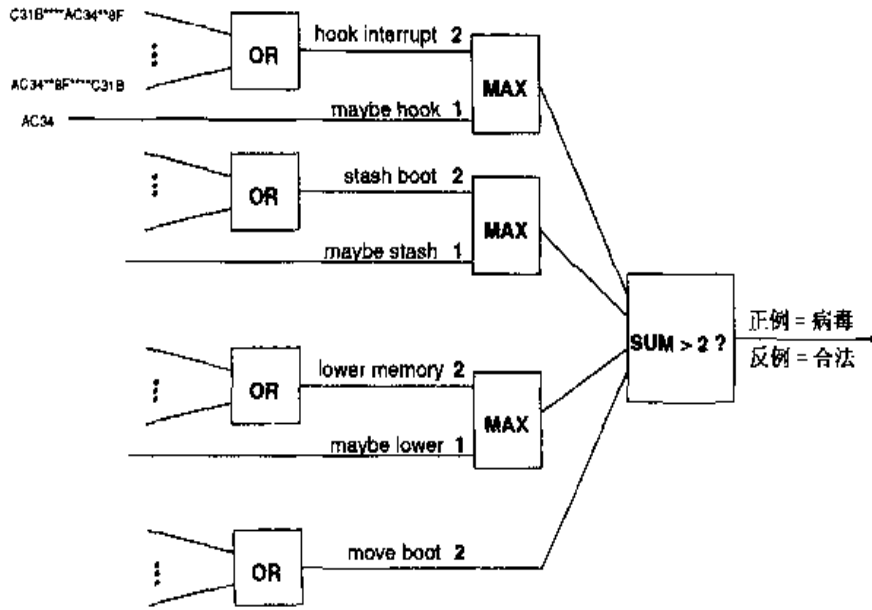 C31B****AC34**9F
OR
hook interrupt 2
MAX
AC34**9F****C31B
maybe hook 1
AC34
OR
stash boot 2
MAX
maybe stash 1
SUM > 2 ?
正例 = 病毒
反例 = 合法
OR
lower memory 2
MAX
maybe lower 1
OR
move boot 2